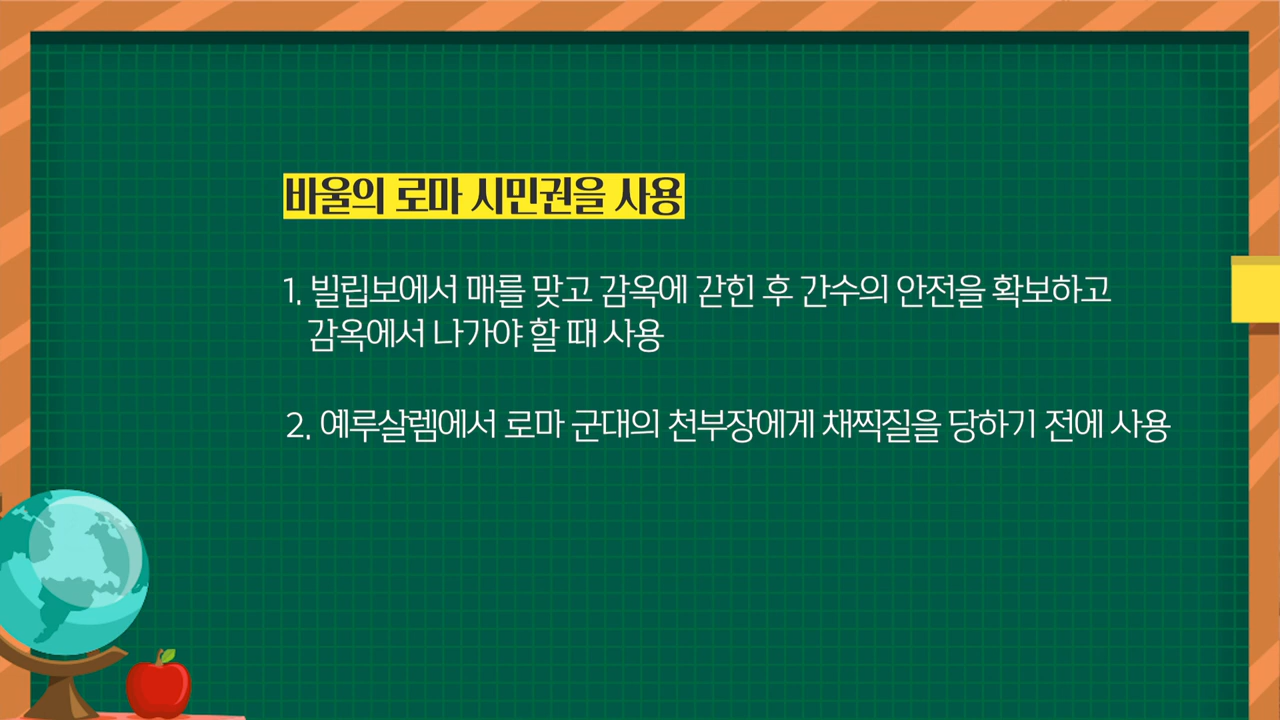 바울의 로마 시민권을 사용
1. 빌립보에서 매를 맞고 감옥에 갇힌 후 간수의 안전을 확보하고
감옥에서 나가야 할 때 사용
2. 예루살렘에서 로마 군대의 천부장에게 채찍질을 당하기 전에 사용